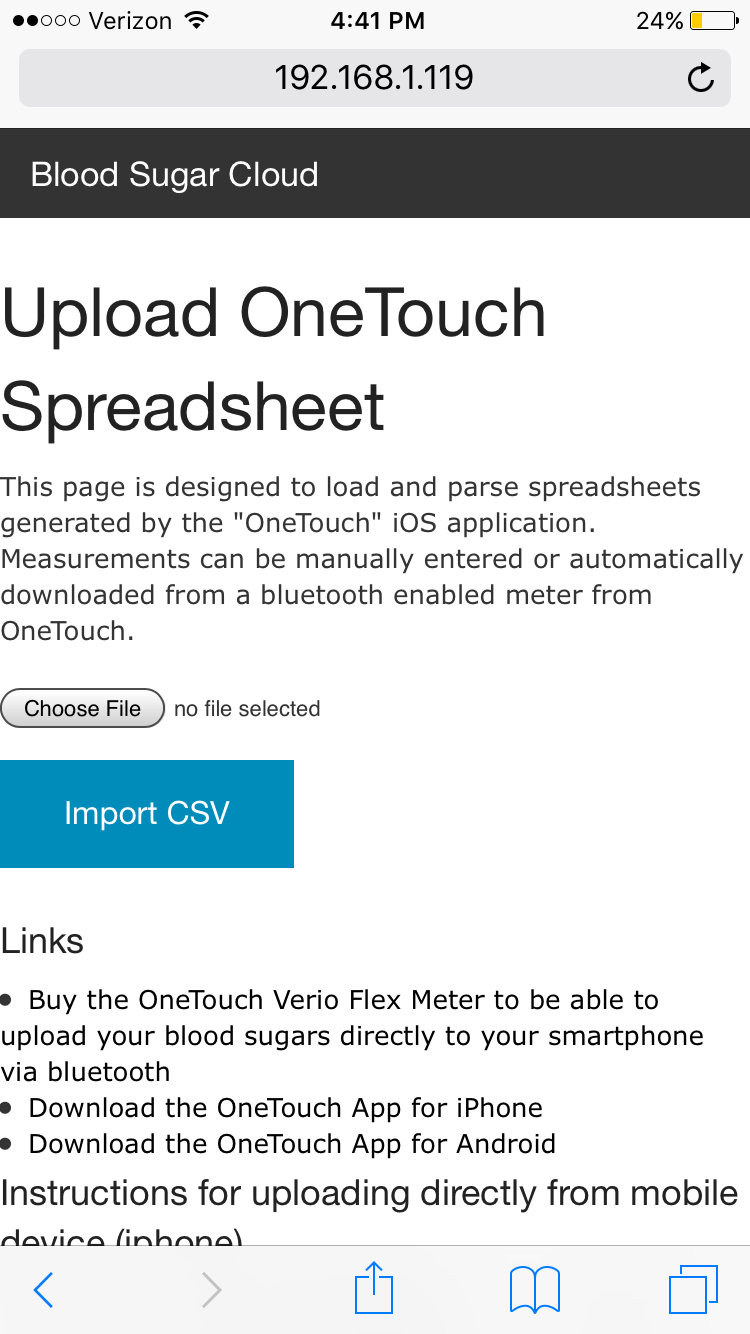 Verizon 4:41 PM 24%
192.168.1.119
Blood Sugar Cloud
Upload OneTouch
Spreadsheet
This page is designed to load and parse spreadsheets
generated by the "OneTouch" iOS application.
Measurements can be manually entered or automatically
downloaded from a bluetooth enabled meter from
OneTouch.
Choose File no file selected
Import CSV
Links
• Buy the OneTouch Verio Flex Meter to be able to
upload your blood sugars directly to your smartphone
via bluetooth
• Download the OneTouch App for iPhone
• Download the OneTouch App for Android
Instructions for uploading directly from mobile
device (iphone)